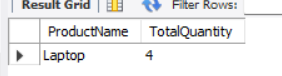 Result Grid Filter Rows:
ProductName TotalQuantity
Laptop 4